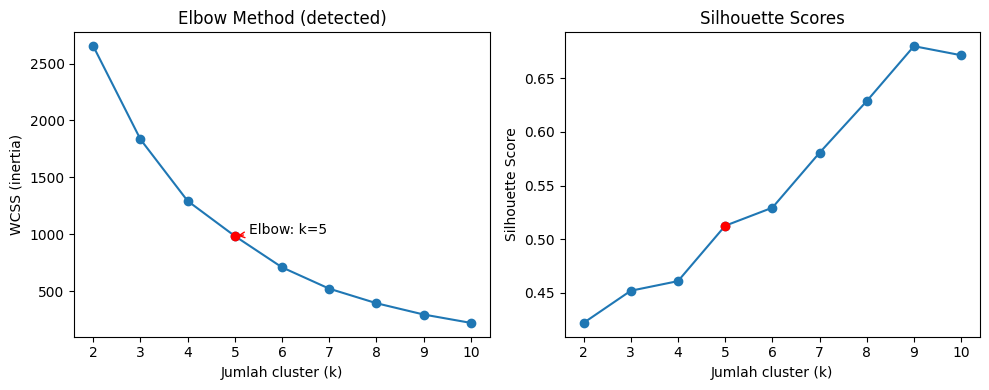 Elbow Method (detected)
WCSS (inertia)
2500
2000
1500
1000
500
Elbow: k=5
2 3 4 5 6 7 8 9 10
Jumlah cluster (k)
Silhouette Scores
Silhouette Score
0.65
0.60
0.55
0.50
0.45
2 3 4 5 6 7 8 9 10
Jumlah cluster (k)